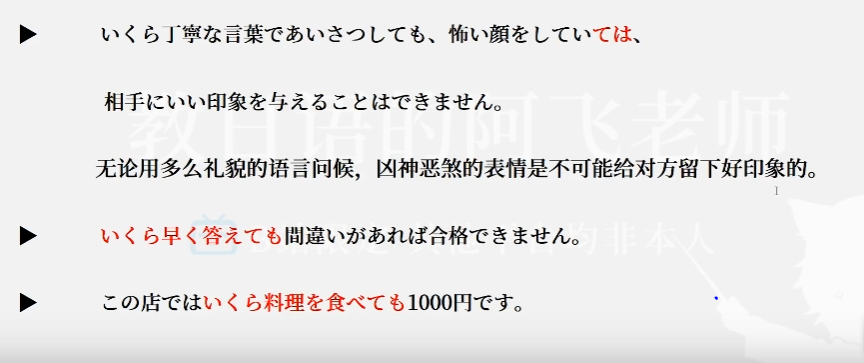 ▶ いくら丁寧な言葉であいさつしても、怖い顔をしていては、
相手にいい印象を与えることはできません。
教日语的阿飞老师
无论用多么礼貌的语言问候，凶神恶煞的表情是不可能给对方留下好印象的。
▶ いくら早く答えても間違いがあれば合格できません。
均非本人
▶ この店ではいくら料理を食べても1000円です。